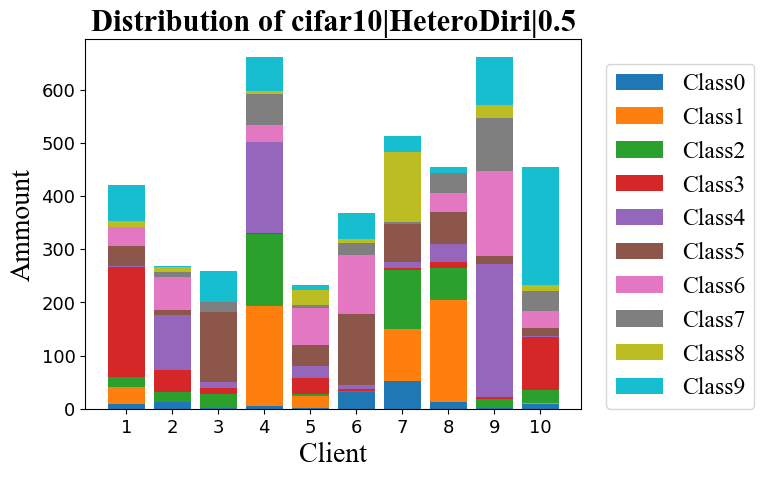 Distribution of cifar10|HeteroDiri|0.5
Ammount
600
500
400
300
200
100
0
1 2 3 4 5 6 7 8 9 10
Client
Class0
Class1
Class2
Class3
Class4
Class5
Class6
Class7
Class8
Class9